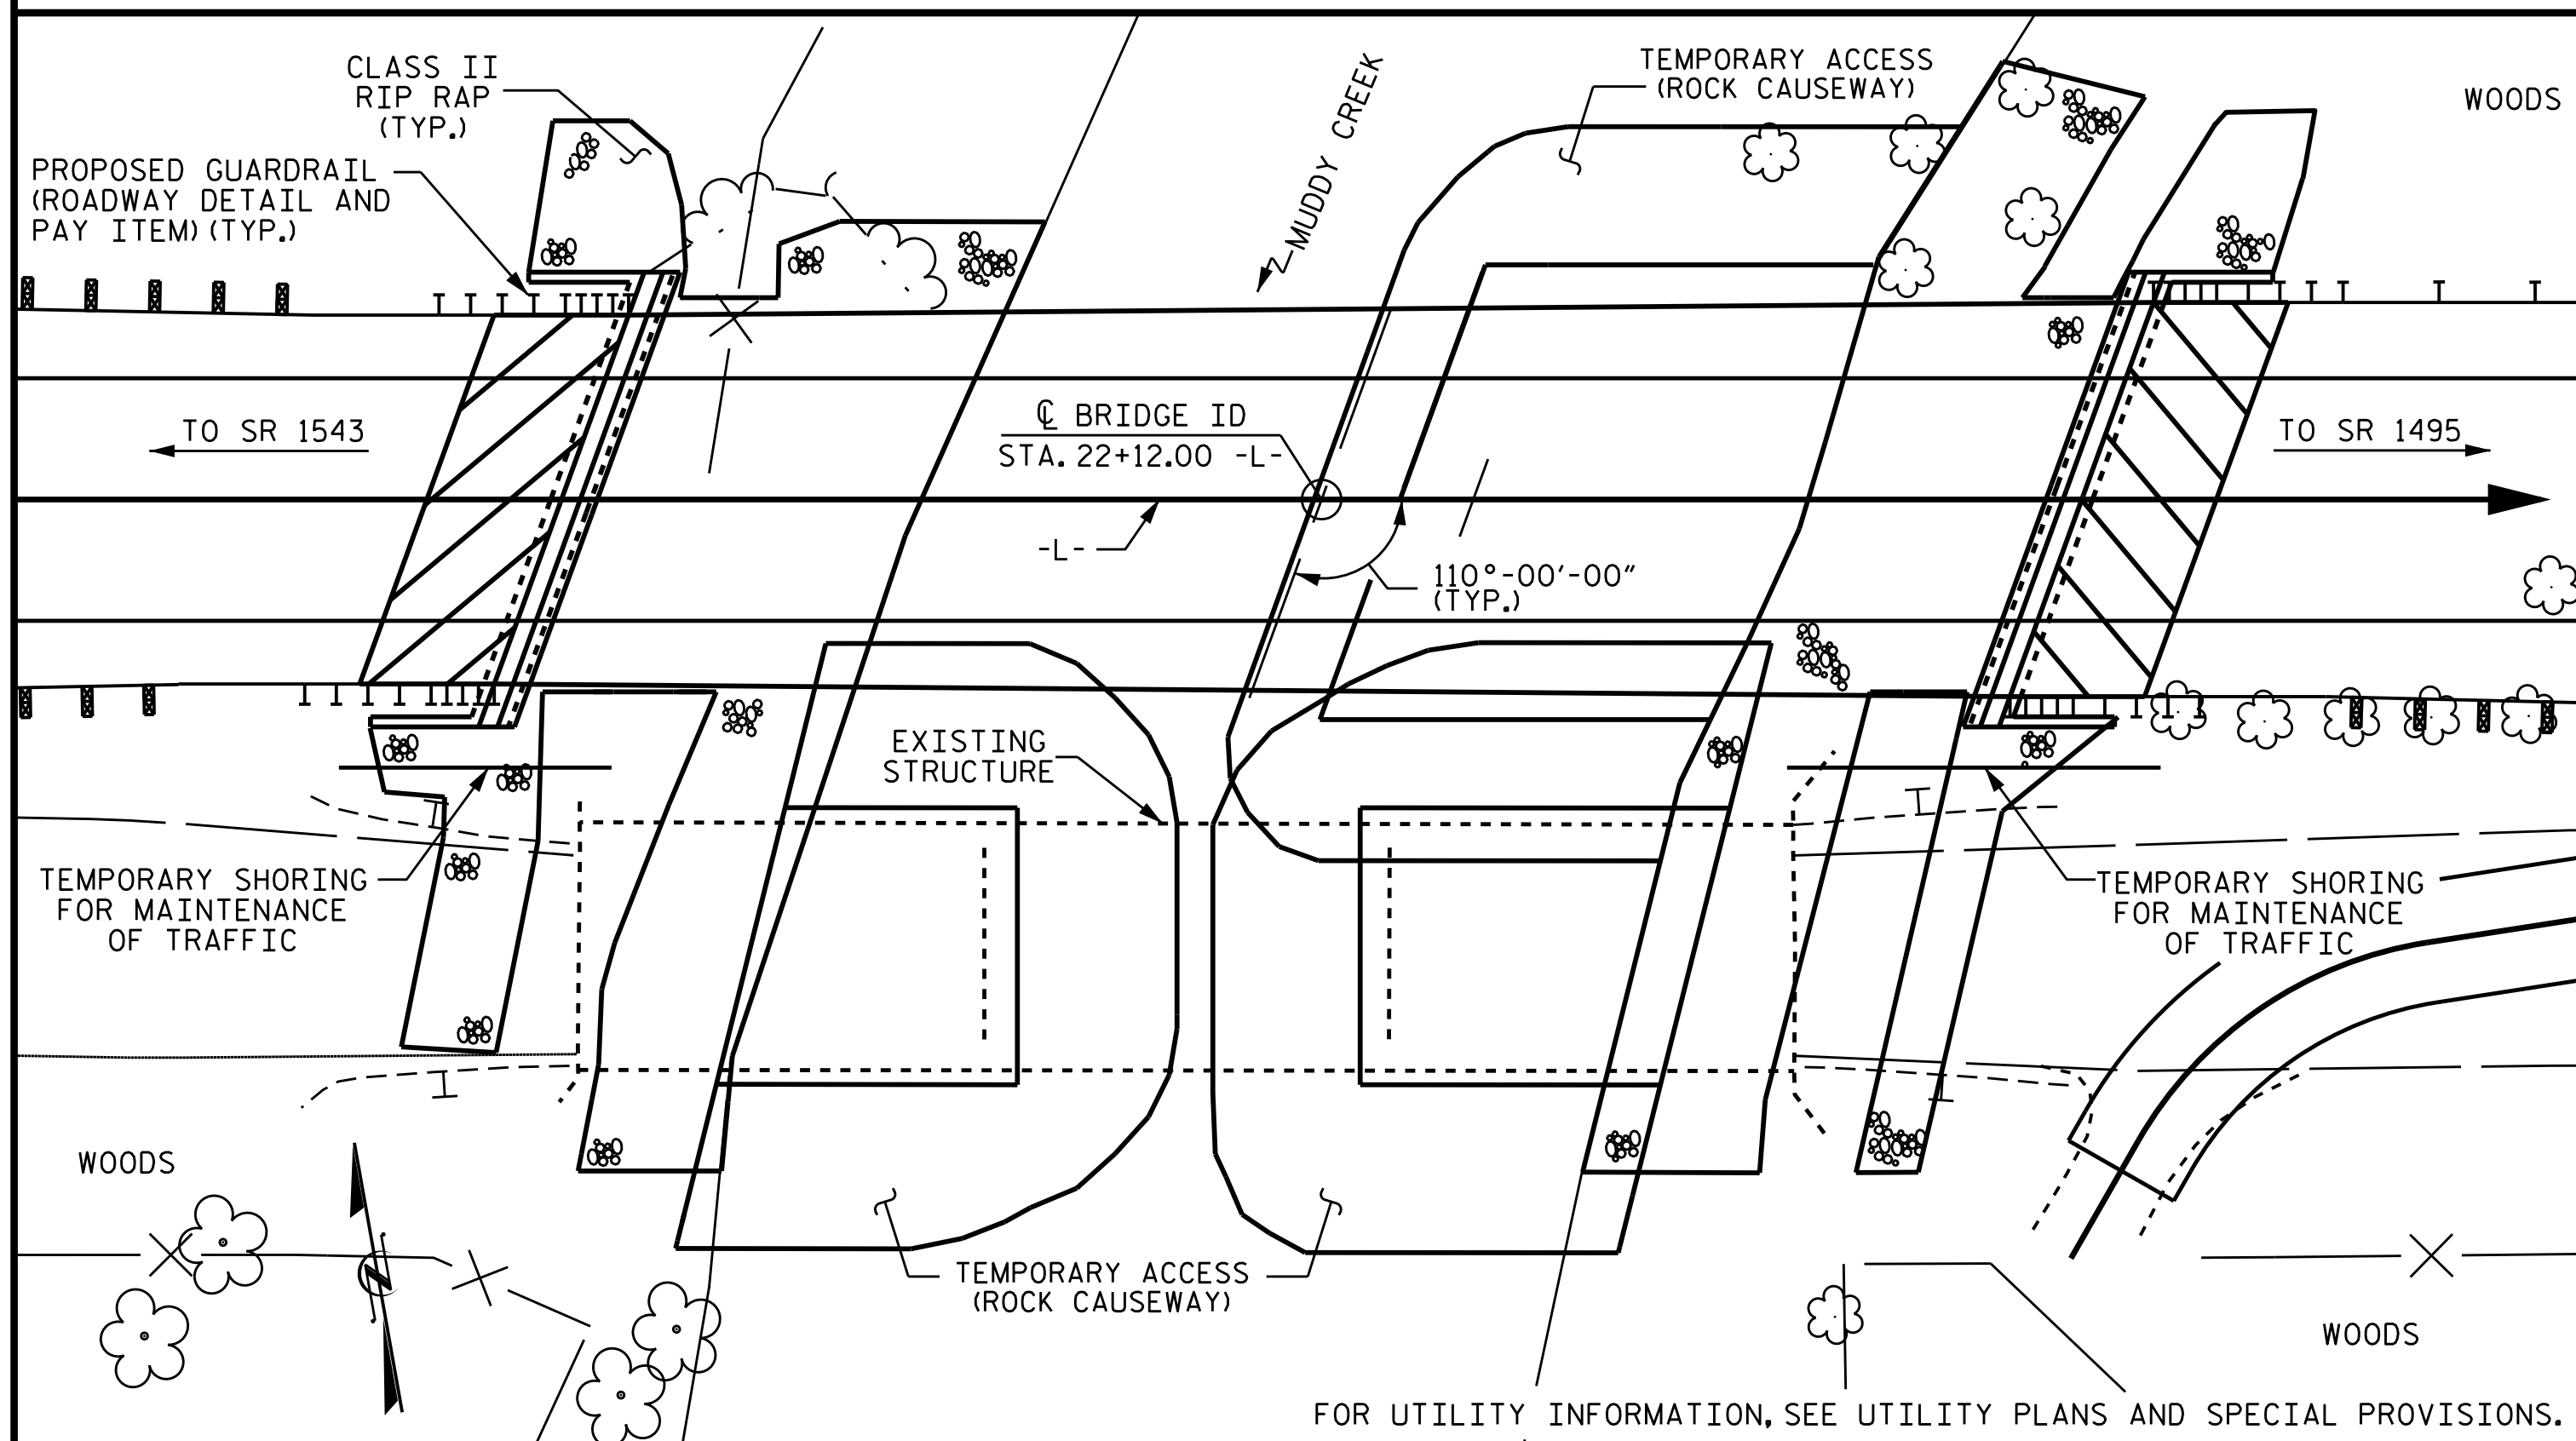 CLASS II
RIP RAP
(TYP.)
PROPOSED GUARDRAIL
(ROADWAY DETAIL AND
PAY ITEM)(TYP.)
MUDDY CREEK
TEMPORARY ACCESS
(ROCK CAUSEWAY)
WOODS
TO SR 1543
℄ BRIDGE ID
STA. 22+12.00 -L-
TO SR 1495
-L-
110°-00'-00"
(TYP.)
EXISTING
STRUCTURE
TEMPORARY SHORING
FOR MAINTENANCE
OF TRAFFIC
TEMPORARY SHORING
FOR MAINTENANCE
OF TRAFFIC
WOODS
N
TEMPORARY ACCESS
(ROCK CAUSEWAY)
WOODS
FOR UTILITY INFORMATION, SEE UTILITY PLANS AND SPECIAL PROVISIONS.